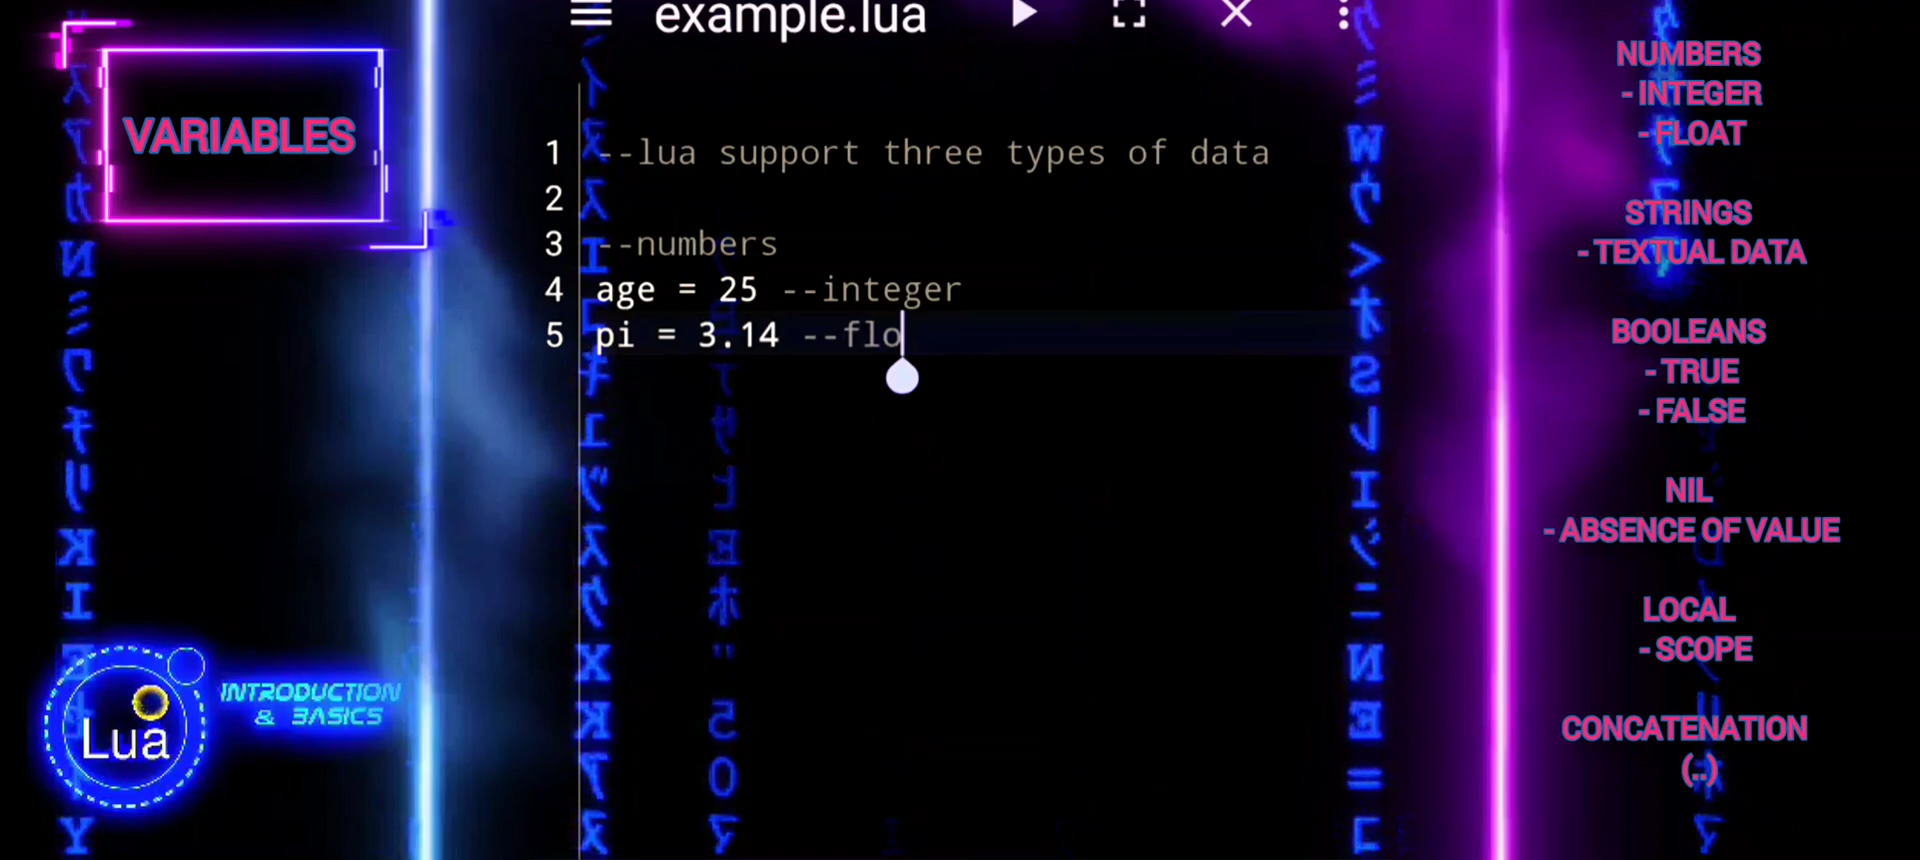 VARIABLES
example.lua
1 --lua support three types of data
2
3 --numbers
4 age = 25 --integer
5 pi = 3.14 --flo
NUMBERS
- INTEGER
- FLOAT
STRINGS
- TEXTUAL DATA
BOOLEANS
- TRUE
- FALSE
NIL
- ABSENCE OF VALUE
LOCAL
- SCOPE
CONCATENATION
(..)
Lua
INTRODUCTION
& BASICS